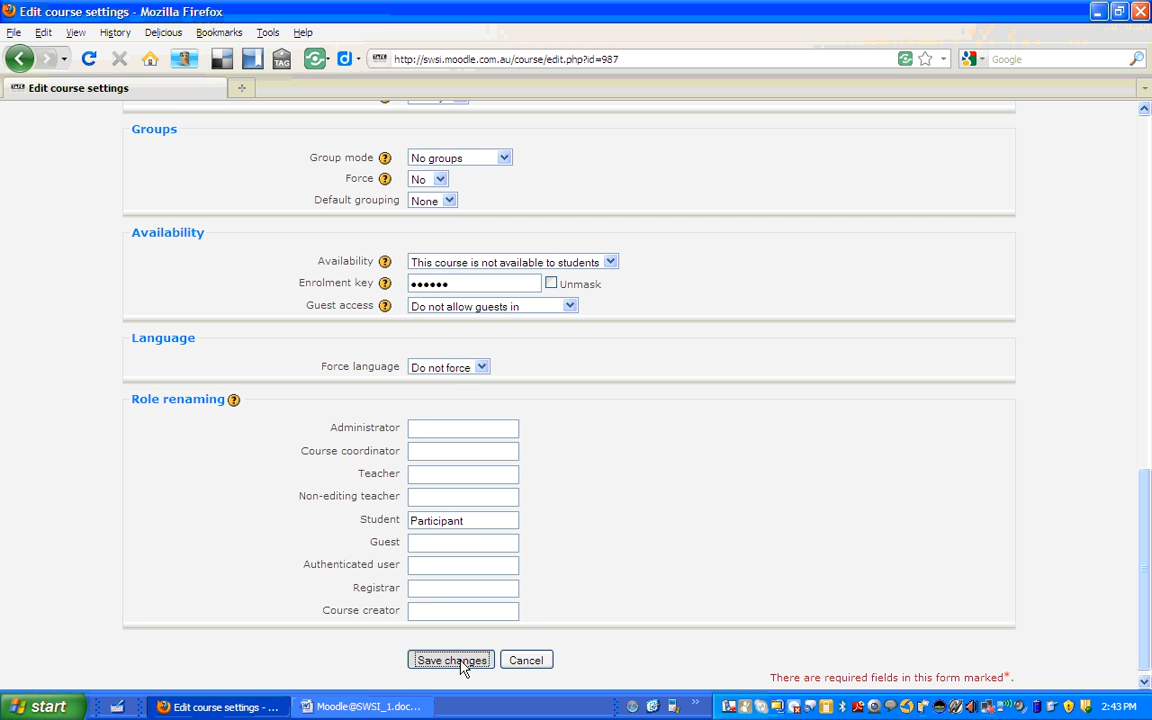 Edit course settings - Mozilla Firefox
File Edit View History Delicious Bookmarks Tools Help
TAG http://swsi.moodle.com.au/course/edit.php?id=987 Google
Edit course settings
Groups
Group mode No groups
Force No
Default grouping None
Availability
Availability This course is not available to students
Enrolment key •••••• Unmask
Guest access Do not allow guests in
Language
Force language Do not force
Role renaming
Administrator
Course coordinator
Teacher
Non-editing teacher
Student Participant
Guest
Authenticated user
Registrar
Course creator
Save changes Cancel
There are required fields in this form marked*.
start Edit course settings - ... Moodle@SWSI_1.doc... 2:43 PM